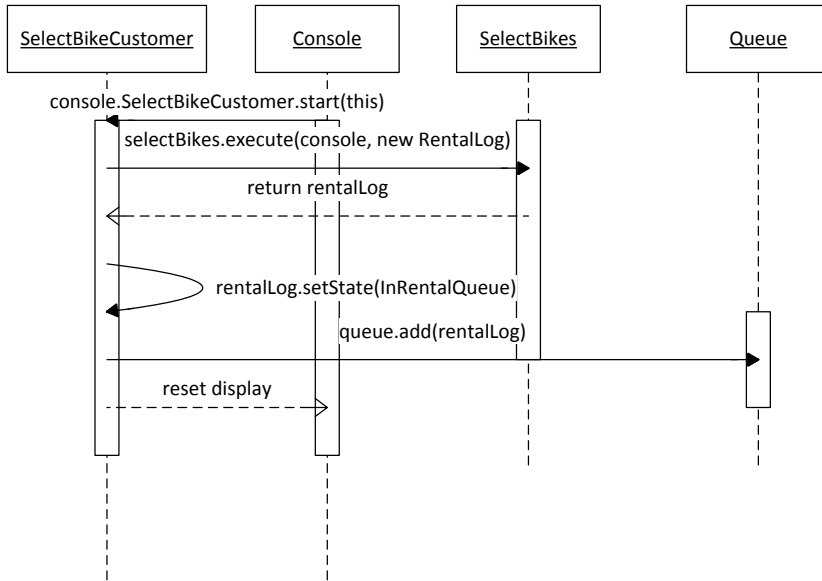 SelectBikeCustomer
Console
SelectBikes
Queue
console.SelectBikeCustomer.start(this)
selectBikes.execute(console, new RentalLog)
return rentalLog
rentalLog.setState(InRentalQueue)
queue.add(rentalLog)
reset display